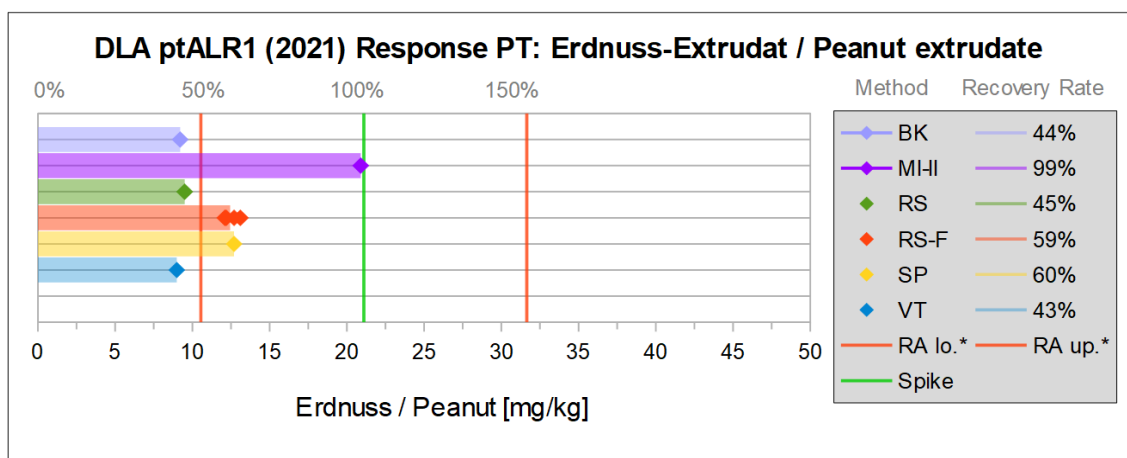 DLA ptALR1 (2021) Response PT: Erdnuss-Extrudat / Peanut extrudate
0% 50% 100% 150%
Method Recovery Rate
BK 44%
MI-II 99%
RS 45%
RS-F 59%
SP 60%
VT 43%
RA lo.* RA up.*
Spike
0 5 10 15 20 25 30 35 40 45 50
Erdnuss / Peanut [mg/kg]